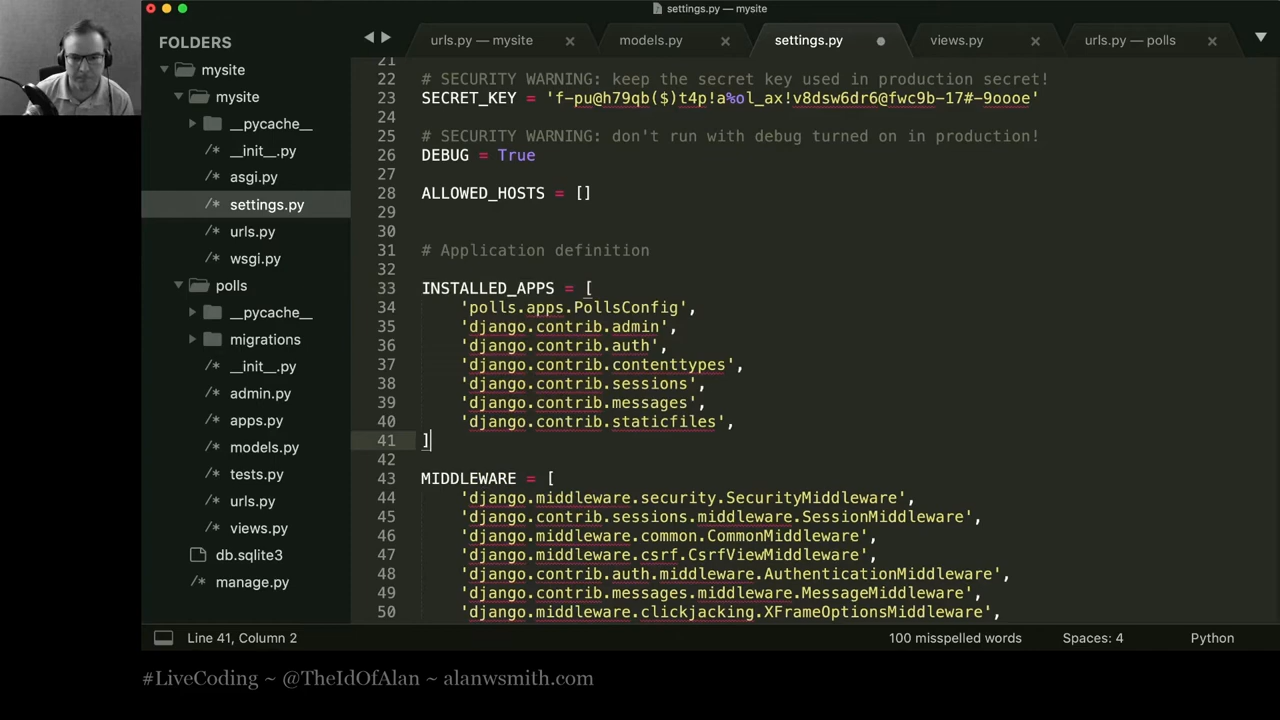 settings.py — mysite
FOLDERS
mysite
mysite
__pycache__
__init__.py
asgi.py
settings.py
urls.py
wsgi.py
polls
__pycache__
migrations
__init__.py
admin.py
apps.py
models.py
tests.py
urls.py
views.py
db.sqlite3
manage.py
urls.py — mysite
models.py
settings.py
views.py
urls.py — polls
21
22 # SECURITY WARNING: keep the secret key used in production secret!
23 SECRET_KEY = 'f-pu@h79qb($)t4p!a%ol_ax!v8dsw6dr6@fwc9b-17#-9oooe'
24
25 # SECURITY WARNING: don't run with debug turned on in production!
26 DEBUG = True
27
28 ALLOWED_HOSTS = []
29
30
31 # Application definition
32
33 INSTALLED_APPS = [
34 'polls.apps.PollsConfig',
35 'django.contrib.admin',
36 'django.contrib.auth',
37 'django.contrib.contenttypes',
38 'django.contrib.sessions',
39 'django.contrib.messages',
40 'django.contrib.staticfiles',
41 ]
42
43 MIDDLEWARE = [
44 'django.middleware.security.SecurityMiddleware',
45 'django.contrib.sessions.middleware.SessionMiddleware',
46 'django.middleware.common.CommonMiddleware',
47 'django.middleware.csrf.CsrfViewMiddleware',
48 'django.contrib.auth.middleware.AuthenticationMiddleware',
49 'django.contrib.messages.middleware.MessageMiddleware',
50 'django.middleware.clickjacking.XFrameOptionsMiddleware',
Line 41, Column 2
100 misspelled words
Spaces: 4
Python
#LiveCoding ~ @TheIdOfAlan ~ alanwsmith.com